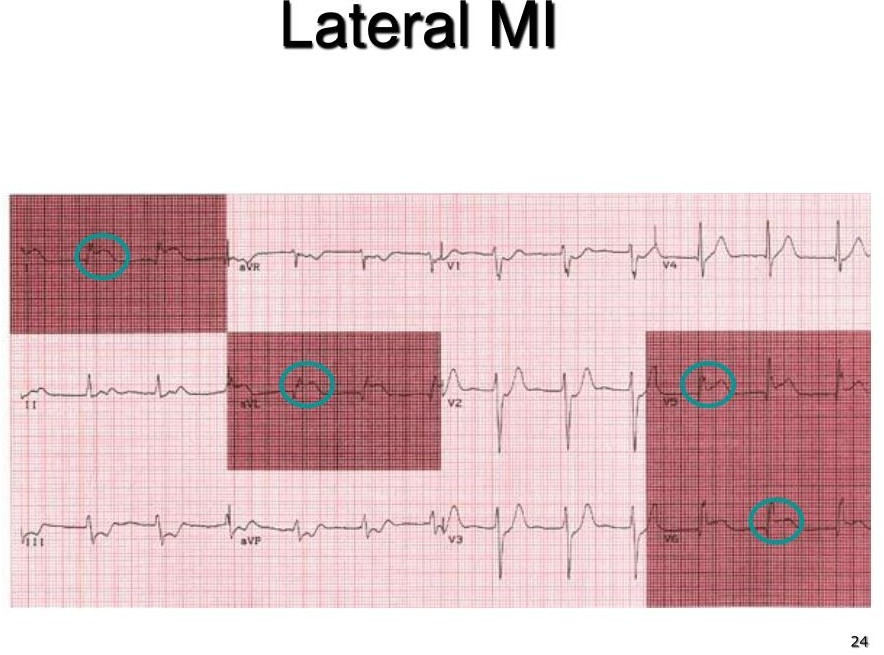 Lateral MI
I aVR V1 V4
II aVL V2 V5
III aVF V3 V6
24